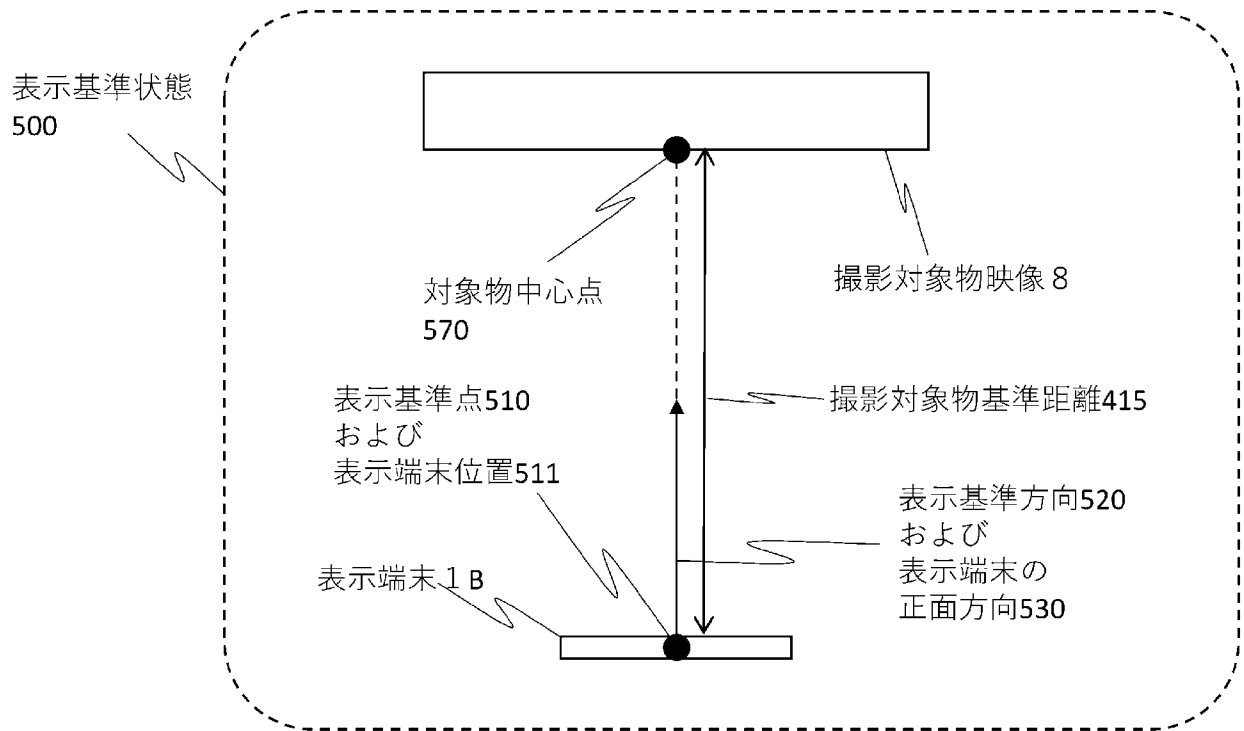 表示基準状態
500
対象物中心点
570
撮影対象物映像８
表示基準点510
および
表示端末位置511
撮影対象物基準距離415
表示基準方向520
および
表示端末の
正面方向530
表示端末１B